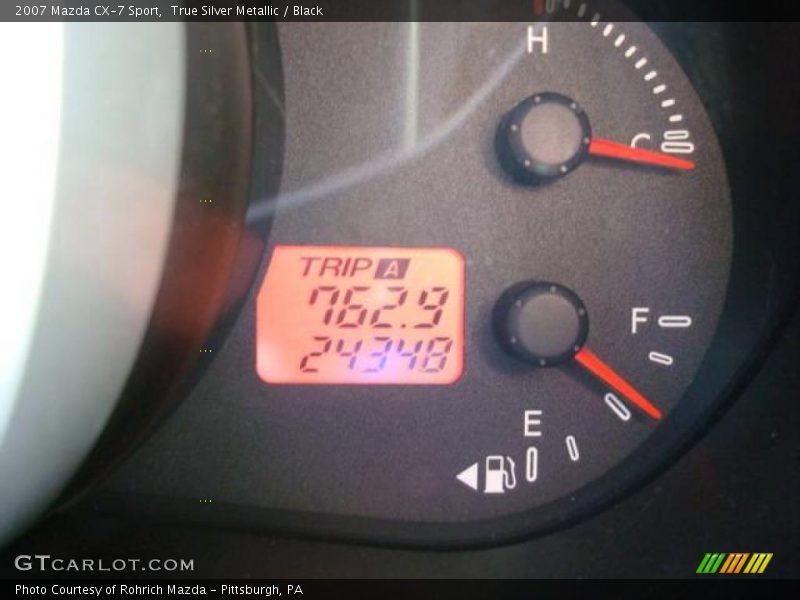 2007 Mazda CX-7 Sport,  True Silver Metallic / Black
H
C
TRIP A
762.9
24348
F
E
GTCARLOT.COM
Photo Courtesy of Rohrich Mazda - Pittsburgh, PA